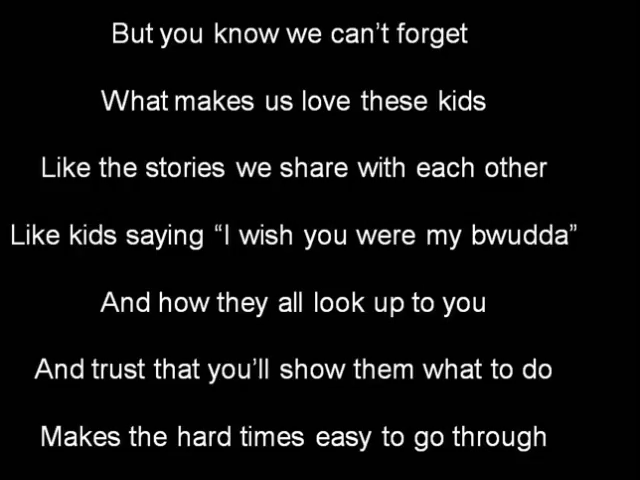 But you know we can’t forget
What makes us love these kids
Like the stories we share with each other
Like kids saying “I wish you were my bwudda”
And how they all look up to you
And trust that you’ll show them what to do
Makes the hard times easy to go through